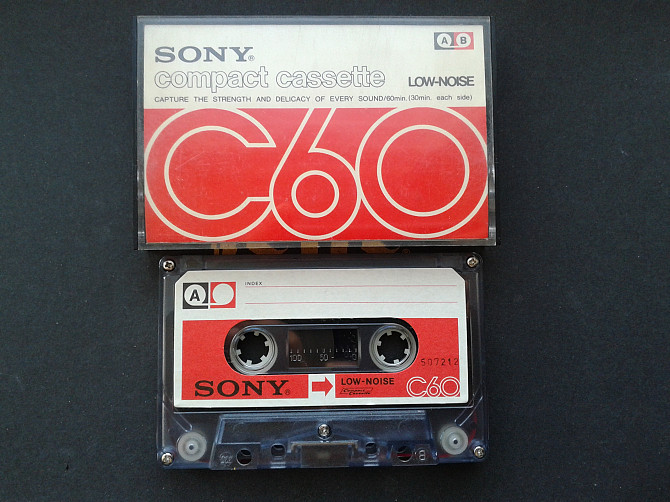 SONY®
A B
compact cassette
LOW-NOISE
CAPTURE THE STRENGTH AND DELICACY OF EVERY SOUND/60min. (30min. each side)
C60
A
INDEX
100 50 0
507212
SONY®
LOW-NOISE
C60
B